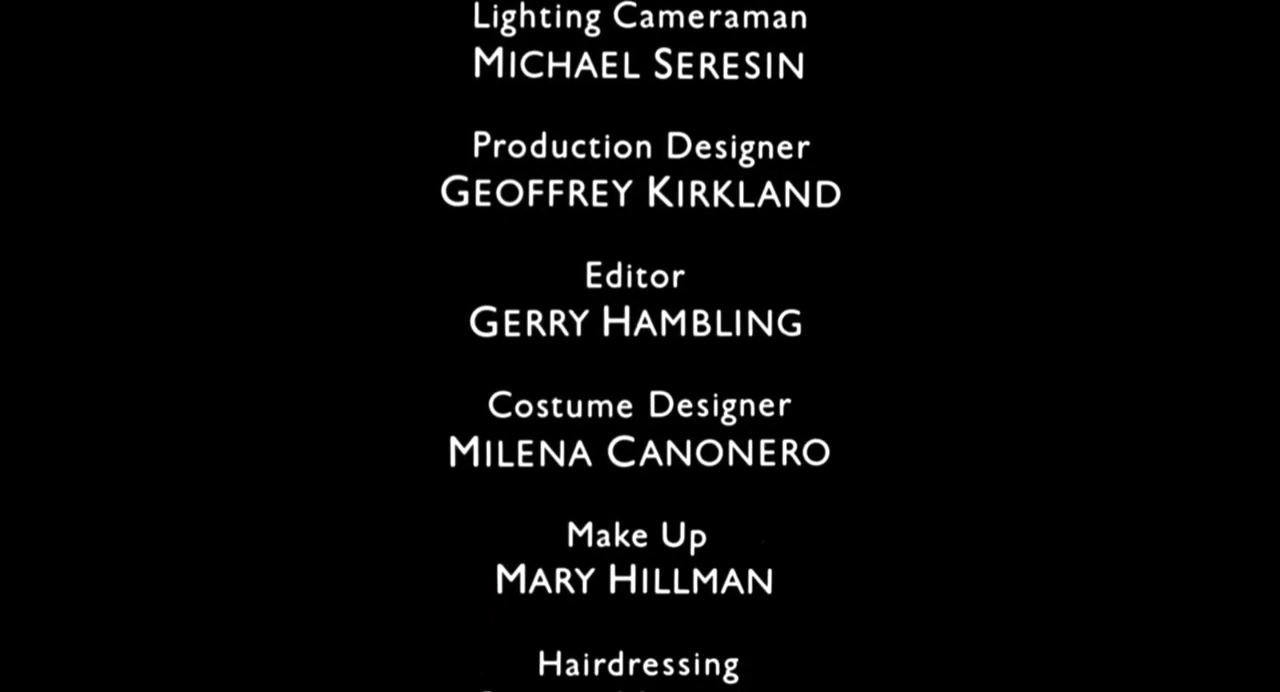 Lighting Cameraman
MICHAEL SERESIN
Production Designer
GEOFFREY KIRKLAND
Editor
GERRY HAMBLING
Costume Designer
MILENA CANONERO
Make Up
MARY HILLMAN
Hairdressing